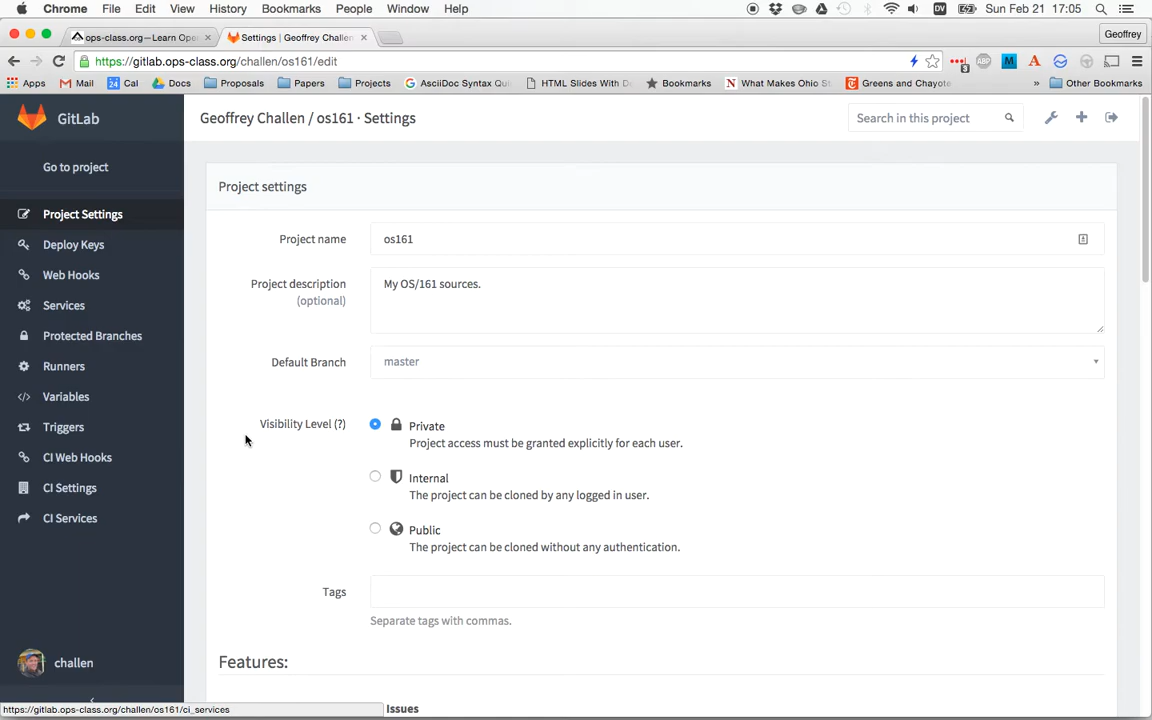 Chrome File Edit View History Bookmarks People Window Help DV Sun Feb 21 17:05
ops-class.org — Learn Ope Settings | Geoffrey Challen Geoffrey
https://gitlab.ops-class.org/challen/os161/edit
Apps Mail 24 Cal Docs Proposals Papers Projects AsciiDoc Syntax Qui HTML Slides With D Bookmarks What Makes Ohio St Greens and Chayote » Other Bookmarks
GitLab
Geoffrey Challen / os161 · Settings
Search in this project
Go to project
Project Settings
Deploy Keys
Web Hooks
Services
Protected Branches
Runners
Variables
Triggers
CI Web Hooks
CI Settings
CI Services
challen
Project settings
Project name os161
Project description My OS/161 sources.
(optional)
Default Branch master
Visibility Level (?) Private
Project access must be granted explicitly for each user.
Internal
The project can be cloned by any logged in user.
Public
The project can be cloned without any authentication.
Tags
Separate tags with commas.
Features:
Issues
https://gitlab.ops-class.org/challen/os161/ci_services